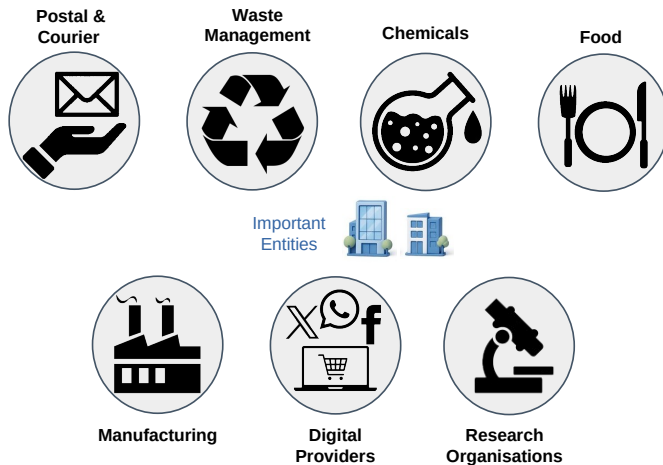 Postal &
Courier
Waste
Management
Chemicals
Food
Important
Entities
Manufacturing
Digital
Providers
Research
Organisations